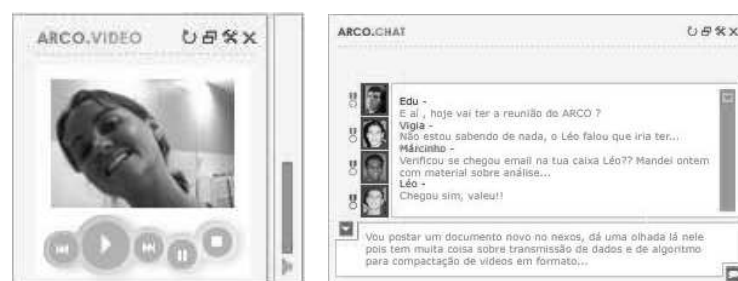 ARCO.VIDEO
ARCO.CHAT
Edu -
E aí , hoje vai ter a reunião do ARCO ?
Vigia -
Não estou sabendo de nada, o Léo falou que iria ter...
Márcinho -
Verificou se chegou email na tua caixa Léo?? Mandei ontem
com material sobre análise...
Léo -
Chegou sim, valeu!!
Vou postar um documento novo no nexos, dá uma olhada lá nele
pois tem muita coisa sobre transmissão de dados e de algoritmo
para compactação de videos em formato...